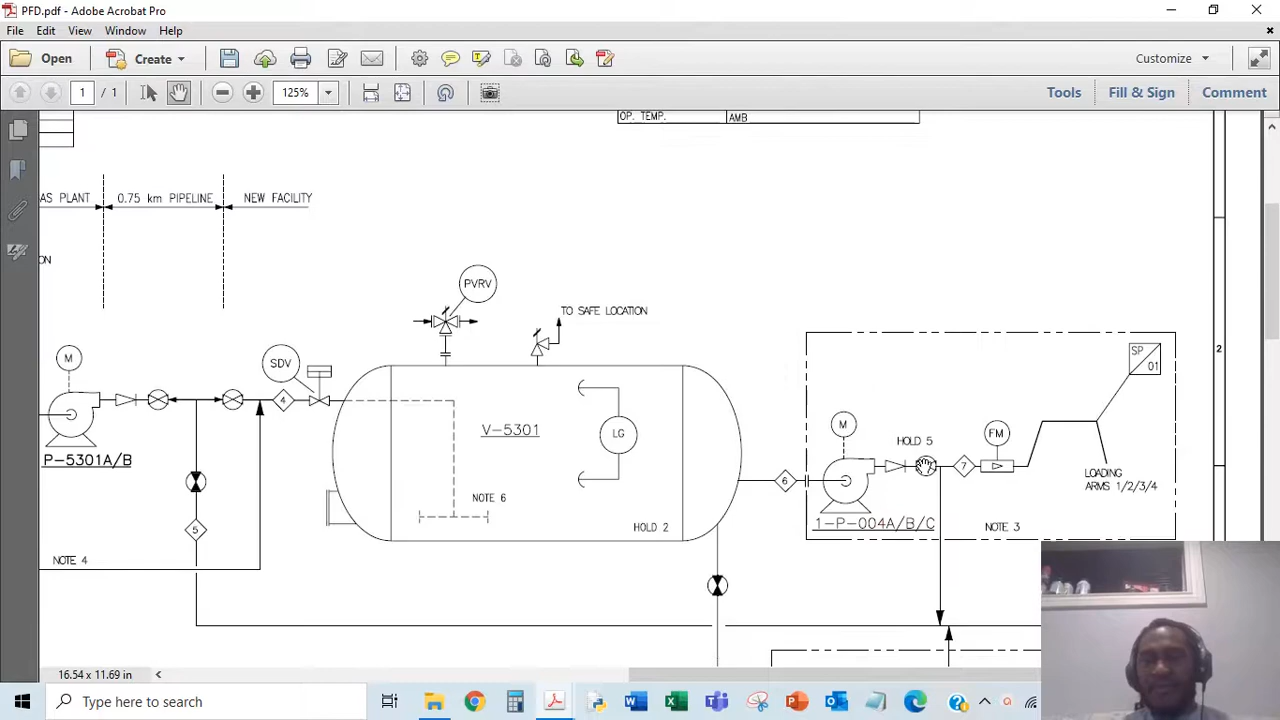 PFD.pdf - Adobe Acrobat Pro
File Edit View Window Help
Open Create Customize
1 / 1 125% Tools Fill & Sign Comment
OP. TEMP. AMB
AS PLANT 0.75 km PIPELINE NEW FACILITY
ON
PVRV
TO SAFE LOCATION
M SDV SP 01
4 V-5301 LG M HOLD 5 FM
7
P-5301A/B
LOADING
ARMS 1/2/3/4
6
NOTE 6
5 HOLD 2 1-P-004A/B/C NOTE 3
NOTE 4
2
16.54 x 11.69 in
Type here to search